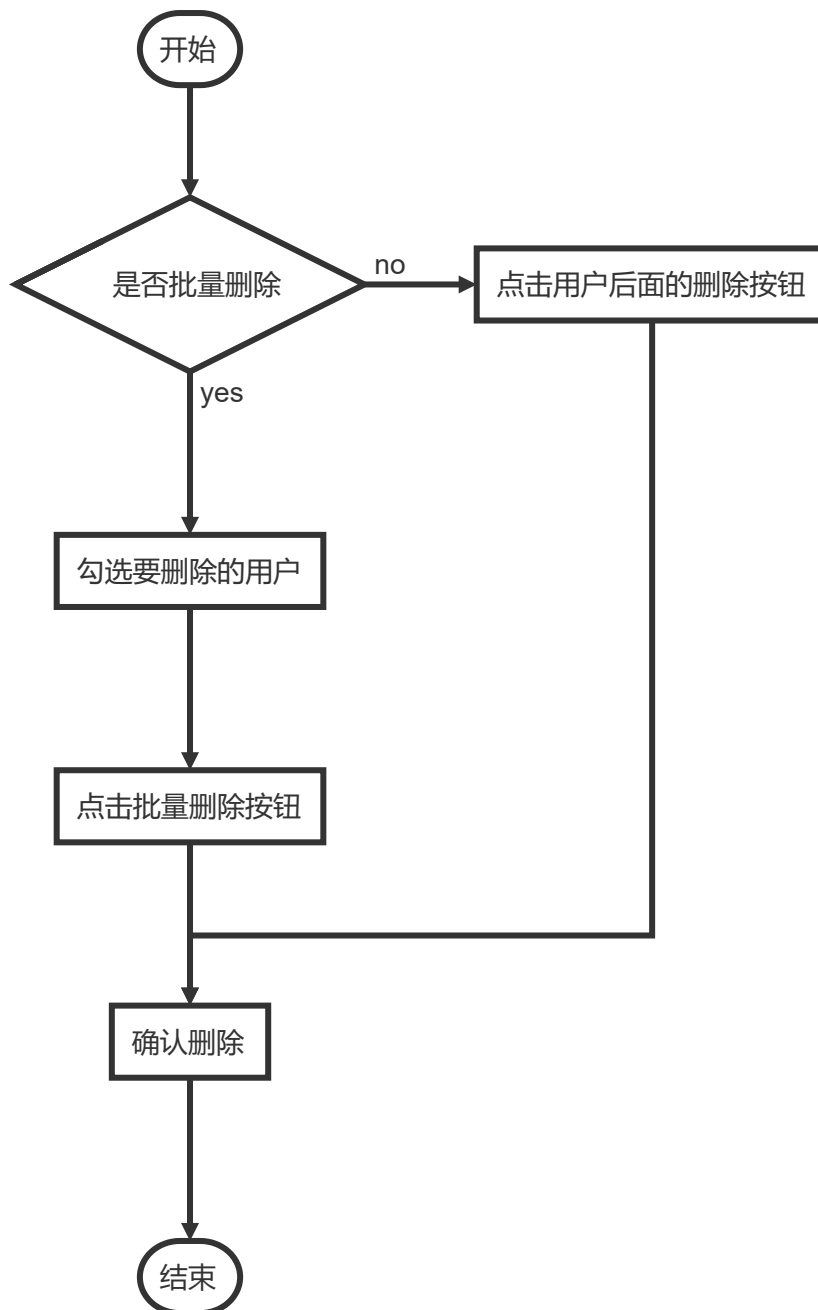 开始
是否批量删除
no
点击用户后面的删除按钮
yes
勾选要删除的用户
点击批量删除按钮
确认删除
结束